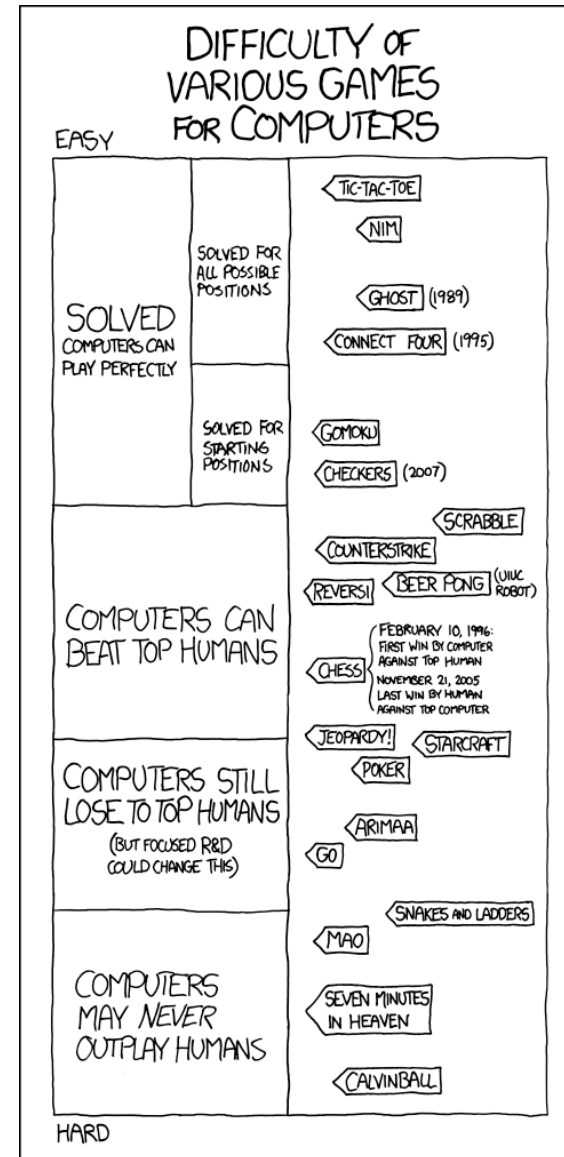 DIFFICULTY OF
VARIOUS GAMES
FOR COMPUTERS
EASY
SOLVED
COMPUTERS CAN
PLAY PERFECTLY
SOLVED FOR
ALL POSSIBLE
POSITIONS
TIC-TAC-TOE
NIM
GHOST (1989)
CONNECT FOUR (1995)
SOLVED FOR
STARTING
POSITIONS
GOMOKU
CHECKERS (2007)
COMPUTERS CAN
BEAT TOP HUMANS
SCRABBLE
COUNTERSTRIKE
REVERSI
BEER PONG (UIUC
ROBOT)
CHESS
FEBRUARY 10, 1996:
FIRST WIN BY COMPUTER
AGAINST TOP HUMAN
NOVEMBER 21, 2005
LAST WIN BY HUMAN
AGAINST TOP COMPUTER
JEOPARDY!
STARCRAFT
COMPUTERS STILL
LOSE TO TOP HUMANS
(BUT FOCUSED R&D
COULD CHANGE THIS)
POKER
ARIMAA
GO
COMPUTERS
MAY NEVER
OUTPLAY HUMANS
SNAKES AND LADDERS
MAO
SEVEN MINUTES
IN HEAVEN
CALVINBALL
HARD